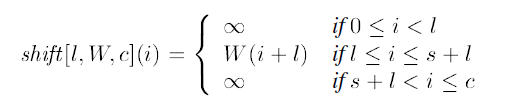 ∞ if 0 ≤ i < l
shift[l, W, c](i) = { W(i + l) if l ≤ i ≤ s + l
∞ if s + l < i ≤ c